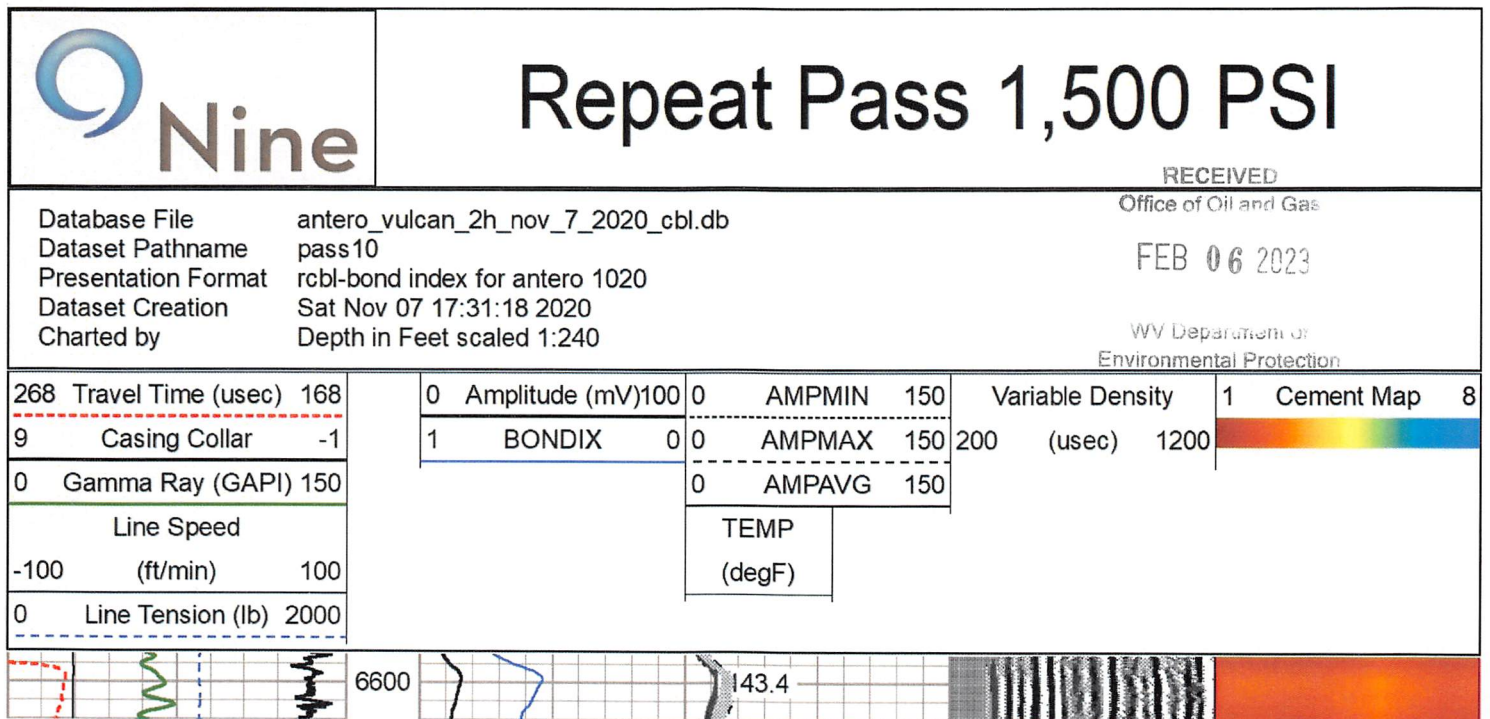 Nine
Repeat Pass 1,500 PSI
RECEIVED
Office of Oil and Gas
FEB 06 2023
WV Department of
Environmental Protection
Database File antero_vulcan_2h_nov_7_2020_cbl.db
Dataset Pathname pass10
Presentation Format rcbl-bond index for antero 1020
Dataset Creation Sat Nov 07 17:31:18 2020
Charted by Depth in Feet scaled 1:240
268 Travel Time (usec) 168
9 Casing Collar -1
0 Gamma Ray (GAPI) 150
Line Speed
-100 (ft/min) 100
0 Line Tension (lb) 2000
0 Amplitude (mV) 100
1 BONDIX 0
0 AMPMIN 150
0 AMPMAX 150
0 AMPAVG 150
TEMP
(degF)
Variable Density
200 (usec) 1200
1 Cement Map 8
6600
143.4